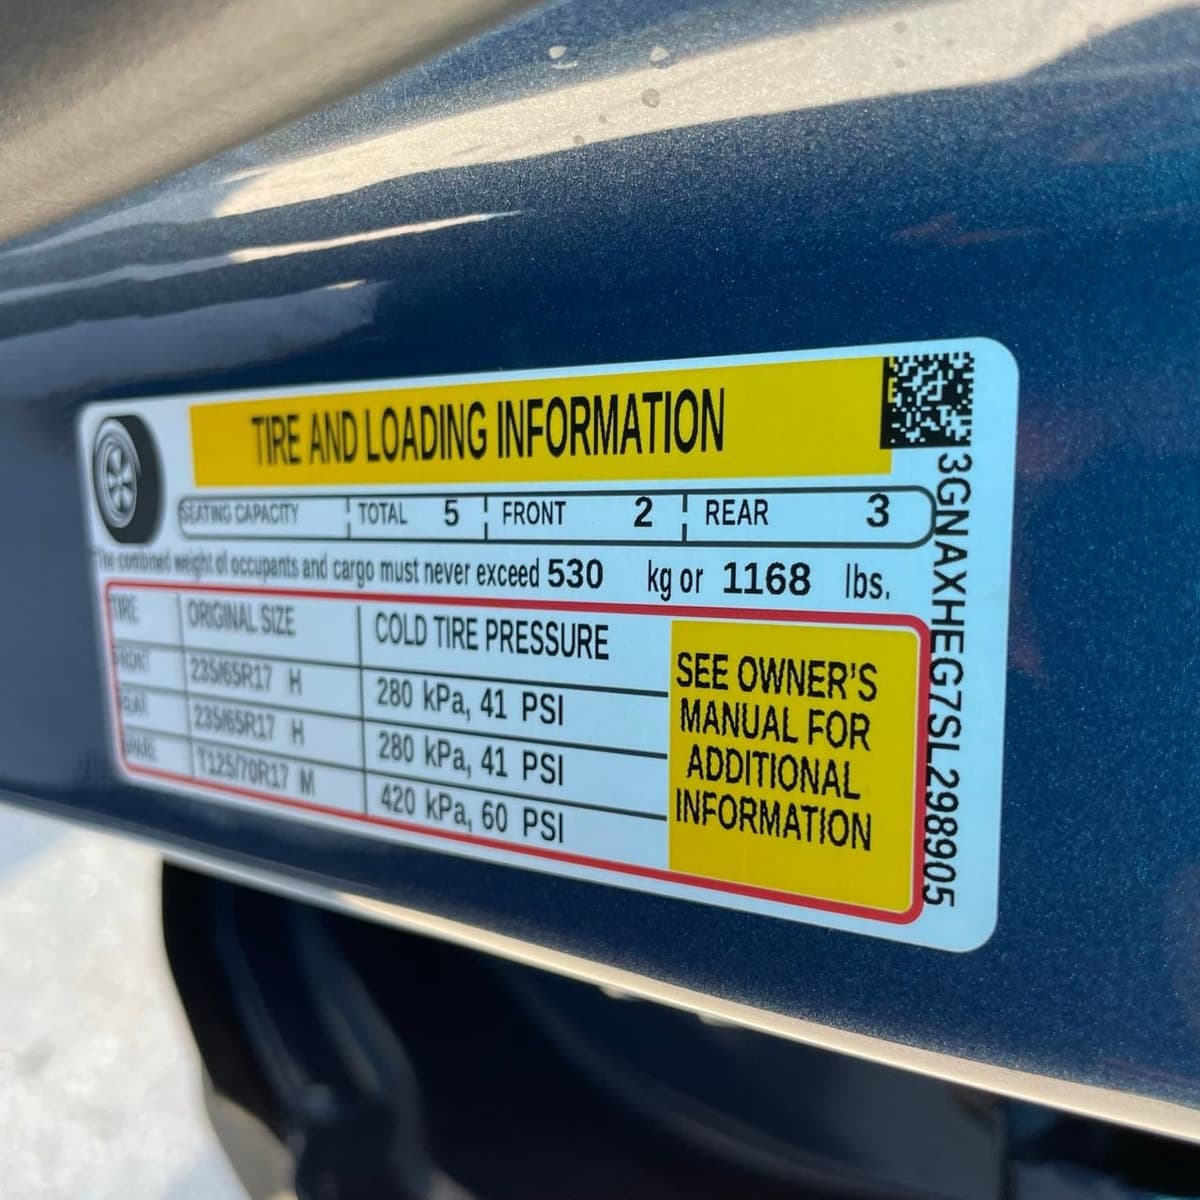 TIRE AND LOADING INFORMATION
SEATING CAPACITY TOTAL 5 FRONT 2 REAR 3
The combined weight of occupants and cargo must never exceed 530 kg or 1168 lbs.
TIRE ORIGINAL SIZE COLD TIRE PRESSURE
FRONT 235/65R17 H 280 kPa, 41 PSI
REAR 235/65R17 H 280 kPa, 41 PSI
SPARE T125/70R17 M 420 kPa, 60 PSI
SEE OWNER'S
MANUAL FOR
ADDITIONAL
INFORMATION
3GNAXHEG7SL298905